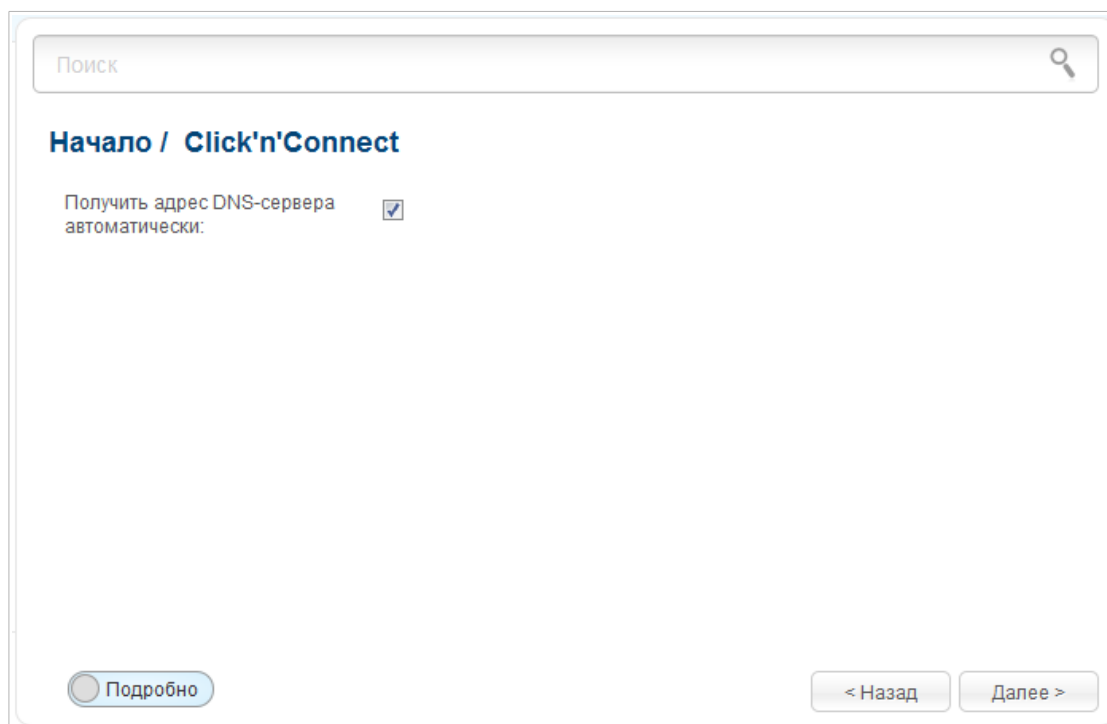 Поиск
Начало / Click'n'Connect
Получить адрес DNS-сервера
автоматически:
Подробно
< Назад
Далее >